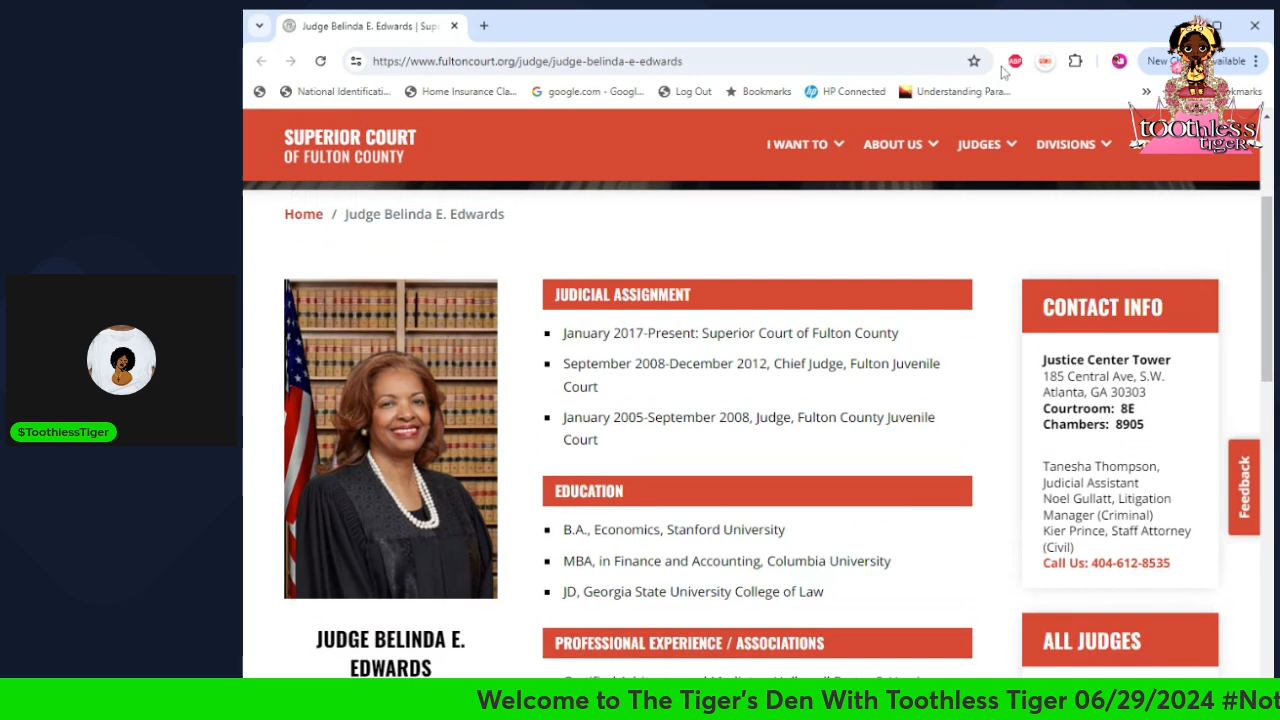 Judge Belinda E. Edwards | Sup
https://www.fultoncourt.org/judge/judge-belinda-e-edwards
ABP
New C
available
National Identificati...
Home Insurance Cla...
google.com - Googl...
Log Out
Bookmarks
HP Connected
Understanding Para...
toothless
tiger
SUPERIOR COURT
OF FULTON COUNTY
I WANT TO
ABOUT US
JUDGES
DIVISIONS
Home / Judge Belinda E. Edwards
JUDICIAL ASSIGNMENT
January 2017-Present: Superior Court of Fulton County
September 2008-December 2012, Chief Judge, Fulton Juvenile
Court
January 2005-September 2008, Judge, Fulton County Juvenile
Court
EDUCATION
B.A., Economics, Stanford University
MBA, in Finance and Accounting, Columbia University
JD, Georgia State University College of Law
PROFESSIONAL EXPERIENCE / ASSOCIATIONS
JUDGE BELINDA E.
EDWARDS
CONTACT INFO
Justice Center Tower
185 Central Ave, S.W.
Atlanta, GA 30303
Courtroom: 8E
Chambers: 8905
Tanesha Thompson,
Judicial Assistant
Noel Gullatt, Litigation
Manager (Criminal)
Kier Prince, Staff Attorney
(Civil)
Call Us: 404-612-8535
Feedback
ALL JUDGES
$ToothlessTiger
Welcome to The Tiger's Den With Toothless Tiger 06/29/2024 #Not